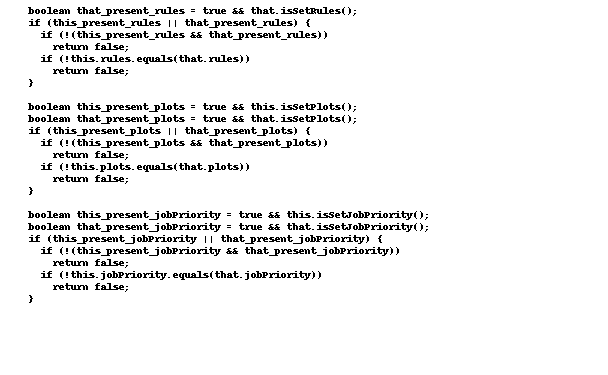 boolean that_present_rules = true && that.isSetRules();
if (this_present_rules || that_present_rules) {
if (!(this_present_rules && that_present_rules))
return false;
if (!this.rules.equals(that.rules))
return false;
}
boolean this_present_plots = true && this.isSetPlots();
boolean that_present_plots = true && that.isSetPlots();
if (this_present_plots || that_present_plots) {
if (!(this_present_plots && that_present_plots))
return false;
if (!this.plots.equals(that.plots))
return false;
}
boolean this_present_jobPriority = true && this.isSetJobPriority();
boolean that_present_jobPriority = true && that.isSetJobPriority();
if (this_present_jobPriority || that_present_jobPriority) {
if (!(this_present_jobPriority && that_present_jobPriority))
return false;
if (!this.jobPriority.equals(that.jobPriority))
return false;
}